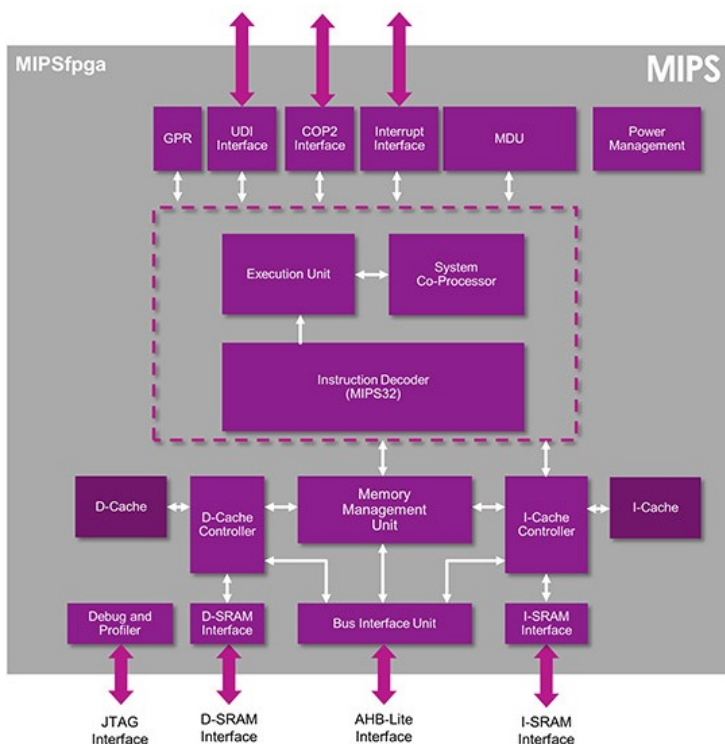 MIPSfpga
MIPS
GPR
UDI
Interface
COP2
Interface
Interrupt
Interface
MDU
Power
Management
Execution Unit
System
Co-Processor
Instruction Decoder
(MIPS32)
D-Cache
D-Cache
Controller
Memory
Management
Unit
I-Cache
Controller
I-Cache
Debug and
Profiler
D-SRAM
Interface
Bus Interface Unit
I-SRAM
Interface
JTAG
Interface
D-SRAM
Interface
AHB-Lite
Interface
I-SRAM
Interface